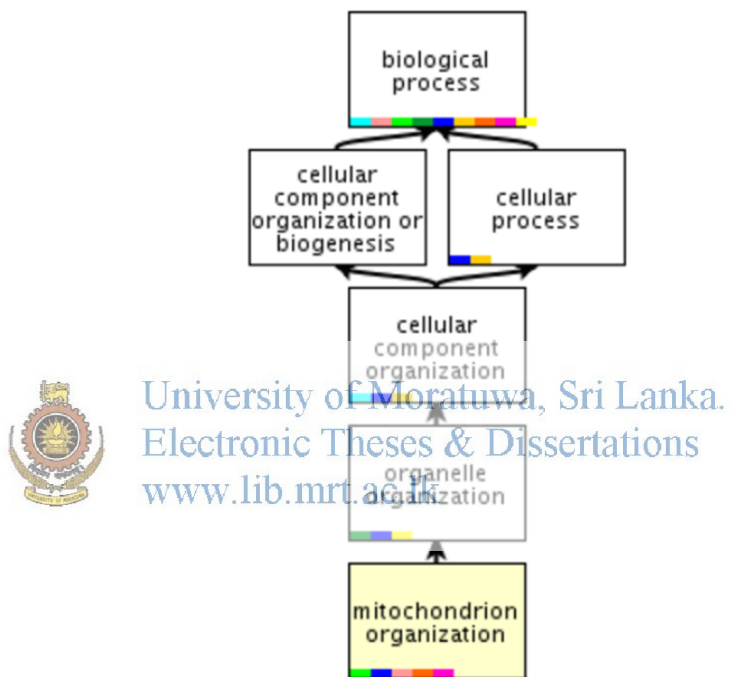 biological
process
cellular
component
organization or
biogenesis
cellular
process
cellular
component
organization
University of Moratuwa, Sri Lanka.
Electronic Theses & Dissertations
www.lib.mrt.ac.lk
organelle
organization
mitochondrion
organization